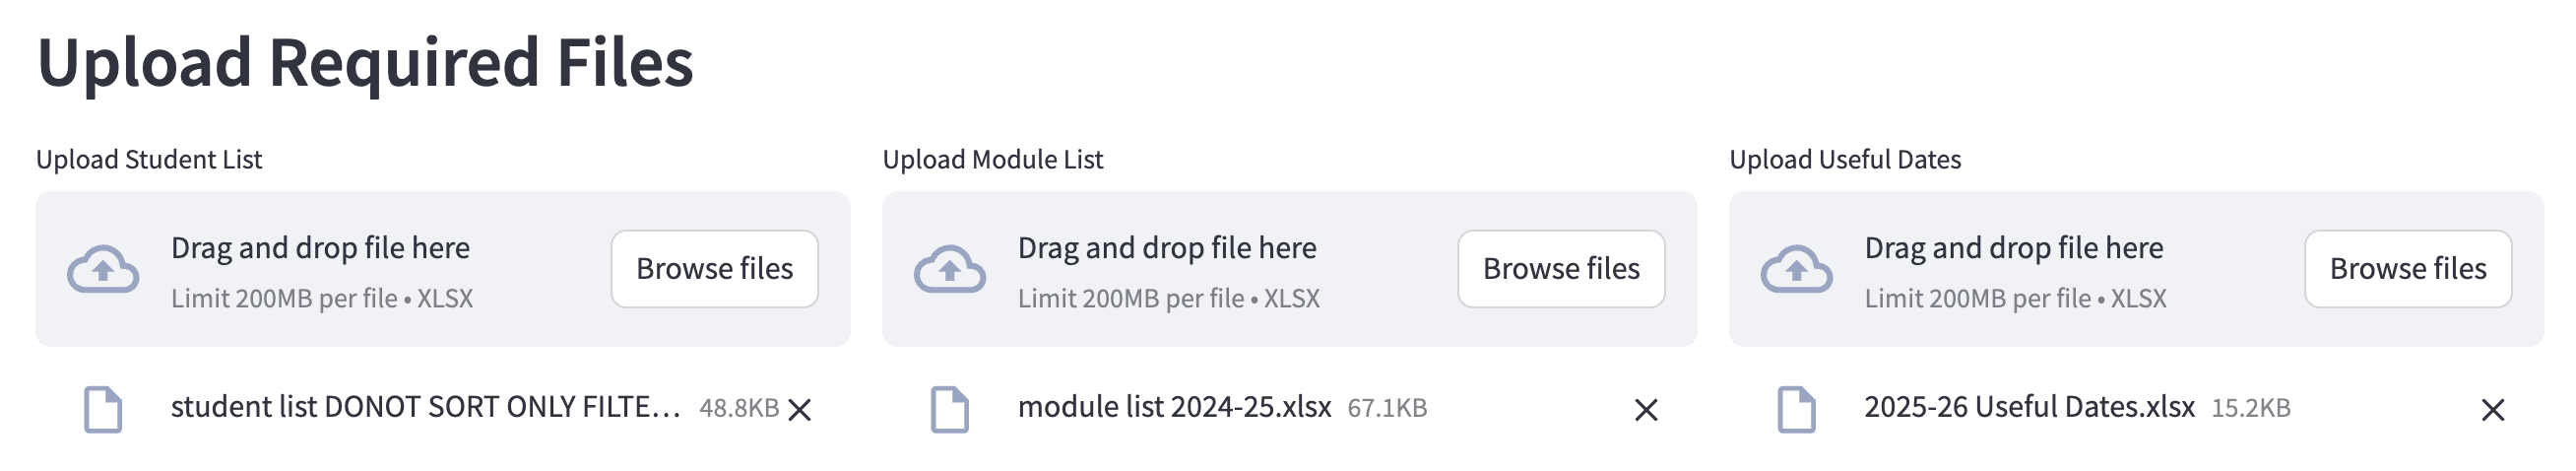 Upload Required Files
Upload Student List
Drag and drop file here
Limit 200MB per file • XLSX
Browse files
student list DONOT SORT ONLY FILTE… 48.8KB
Upload Module List
Drag and drop file here
Limit 200MB per file • XLSX
Browse files
module list 2024-25.xlsx 67.1KB
Upload Useful Dates
Drag and drop file here
Limit 200MB per file • XLSX
Browse files
2025-26 Useful Dates.xlsx 15.2KB